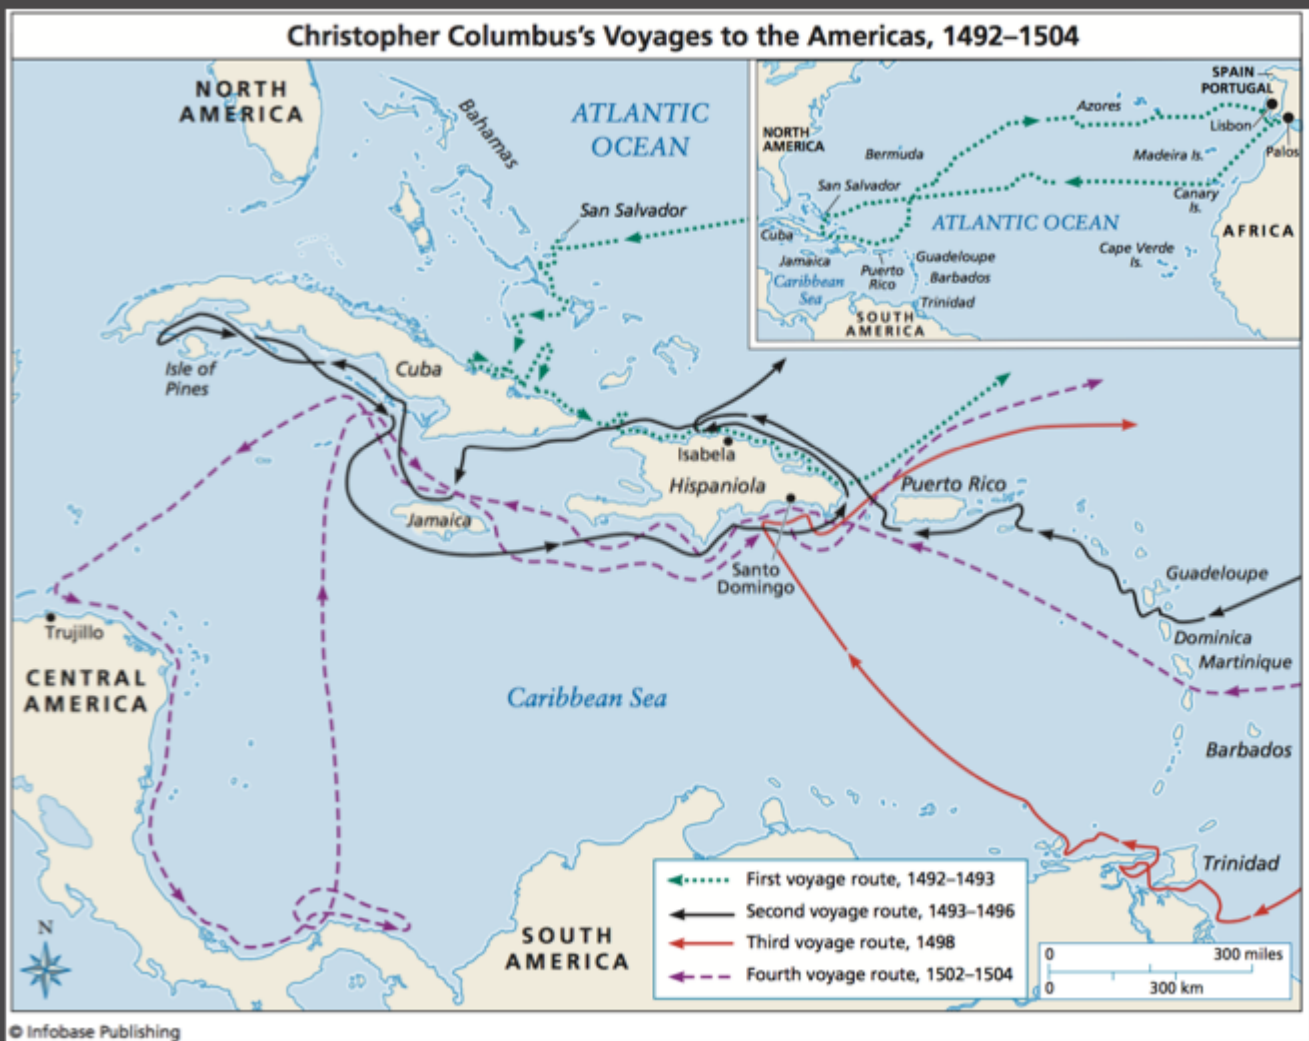 Christopher Columbus's Voyages to the Americas, 1492–1504
NORTH
AMERICA
Bahamas
ATLANTIC
OCEAN
San Salvador
Isle of
Pines
Cuba
Isabela
Hispaniola
Puerto Rico
Jamaica
Santo
Domingo
Guadeloupe
Dominica
Martinique
Barbados
Trujillo
CENTRAL
AMERICA
Caribbean Sea
Trinidad
SOUTH
AMERICA
N
SPAIN
PORTUGAL
Azores
Lisbon
Palos
NORTH
AMERICA
Bermuda
Madeira Is.
San Salvador
Canary
Is.
ATLANTIC OCEAN
AFRICA
Cuba
Jamaica
Puerto
Rico
Guadeloupe
Cape Verde
Is.
Caribbean
Sea
Barbados
Trinidad
SOUTH
AMERICA
First voyage route, 1492–1493
Second voyage route, 1493–1496
Third voyage route, 1498
Fourth voyage route, 1502–1504
0 300 miles
0 300 km
© Infobase Publishing